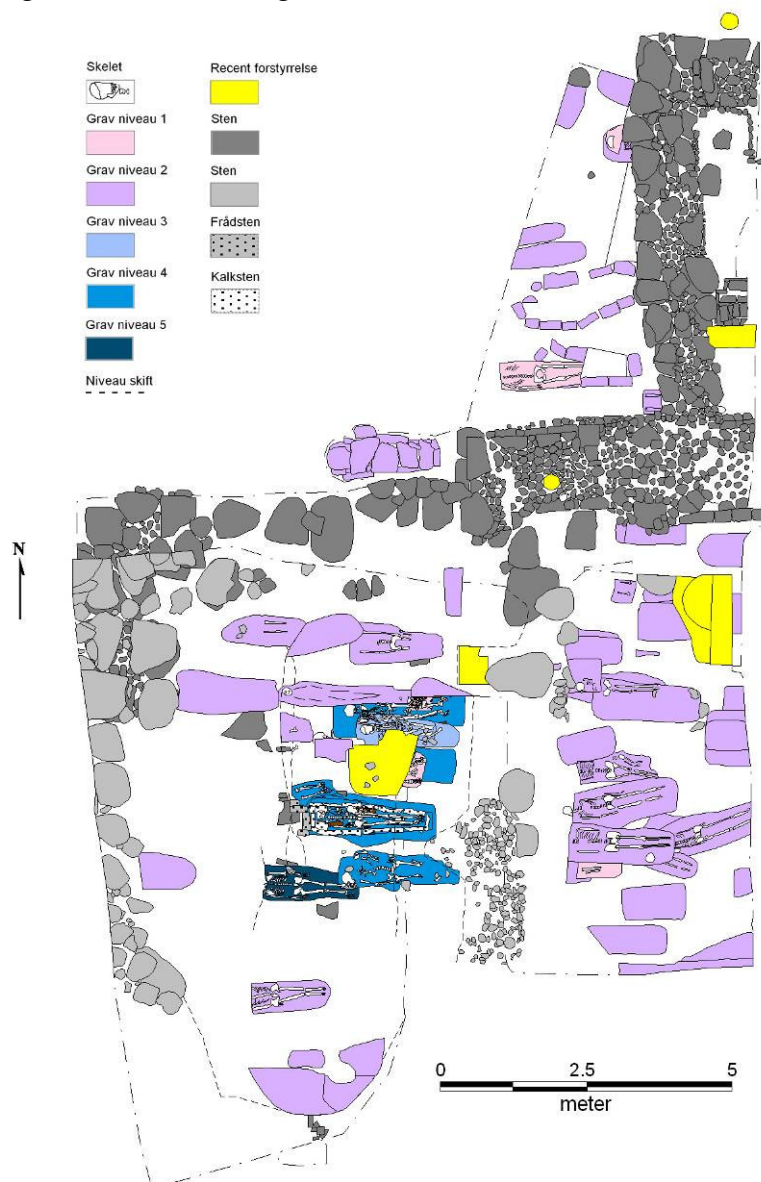 Skelet
Grav niveau 1
Grav niveau 2
Grav niveau 3
Grav niveau 4
Grav niveau 5
Niveau skift
Recent forstyrrelse
Sten
Sten
Frådsten
Kalksten
N
0 2.5 5
meter